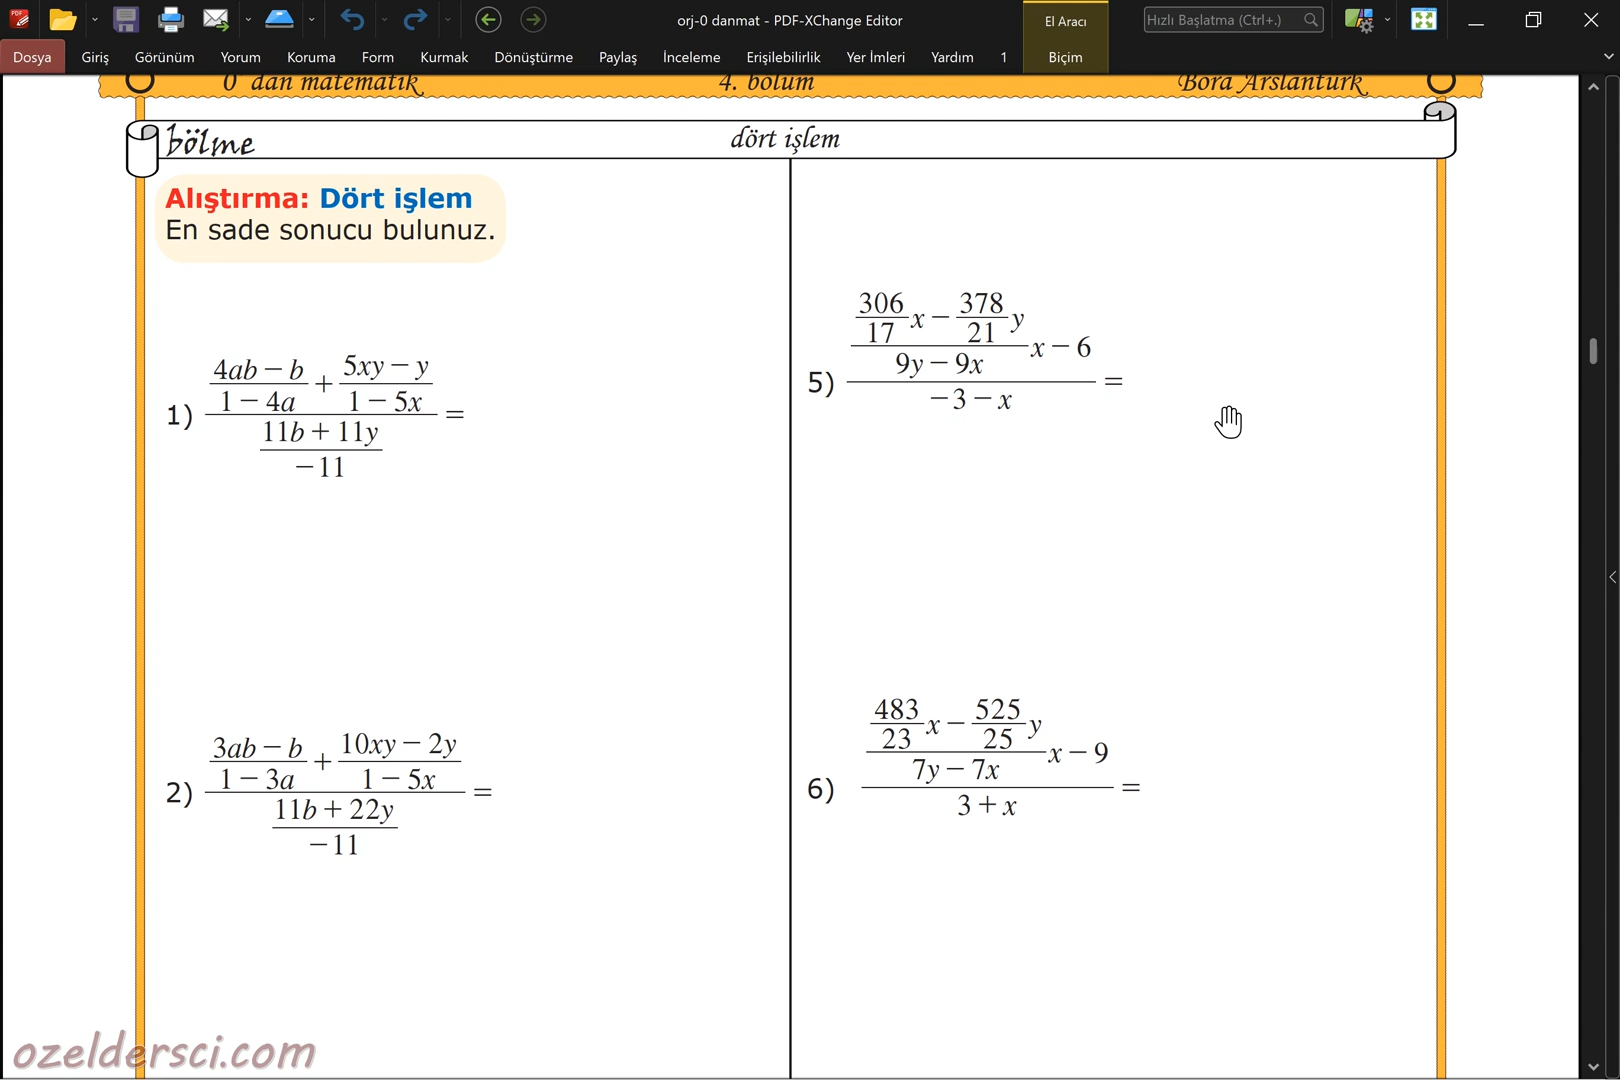 orj-0 danmat - PDF-XChange Editor
El Aracı
Hızlı Başlatma (Ctrl+.)
Dosya Giriş Görünüm Yorum Koruma Form Kurmak Dönüştürme Paylaş İnceleme Erişilebilirlik Yer İmleri Yardım 1 Biçim
0' dan matematik 4. bölüm Bora Arslantürk
bölme dört işlem
Alıştırma: Dört işlem
En sade sonucu bulunuz.
4ab − b + 5xy − y
1 − 4a 1 − 5x
1) =
11b + 11y
−11
3ab − b + 10xy − 2y
1 − 3a 1 − 5x
2) =
11b + 22y
−11
306 x − 378 y
17 21
x − 6
9y − 9x
5) =
−3 − x
483 x − 525 y
23 25
x − 9
7y − 7x
6) =
3 + x
ozeldersci.com